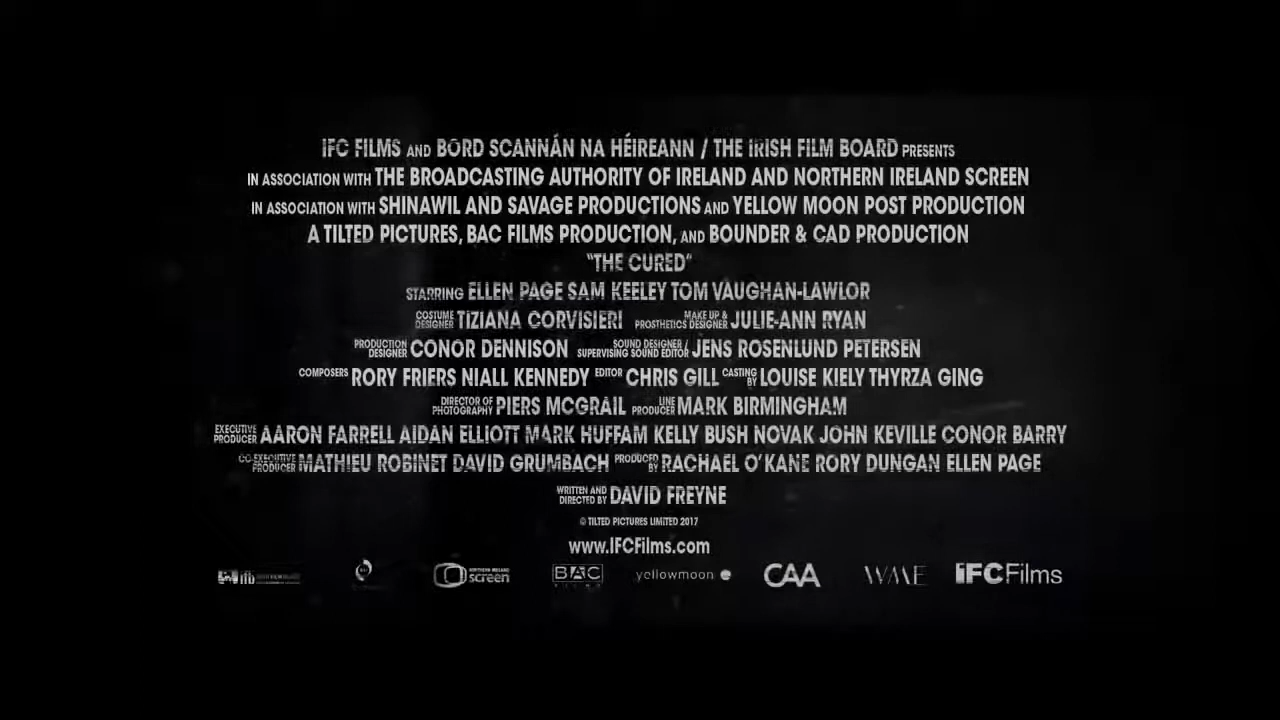 IFC FILMS AND BORD SCANNÁN NA HÉIREANN / THE IRISH FILM BOARD PRESENTS
IN ASSOCIATION WITH THE BROADCASTING AUTHORITY OF IRELAND AND NORTHERN IRELAND SCREEN
IN ASSOCIATION WITH SHINAWIL AND SAVAGE PRODUCTIONS AND YELLOW MOON POST PRODUCTION
A TILTED PICTURES, BAC FILMS PRODUCTION, AND BOUNDER & CAD PRODUCTION
"THE CURED"
STARRING ELLEN PAGE SAM KEELEY TOM VAUGHAN-LAWLOR
COSTUME DESIGNER TIZIANA CORVISIERI MAKE UP & PROSTHETICS DESIGNER JULIE-ANN RYAN
PRODUCTION DESIGNER CONOR DENNISON SOUND DESIGNER / SUPERVISING SOUND EDITOR JENS ROSENLUND PETERSEN
COMPOSERS RORY FRIERS NIALL KENNEDY EDITOR CHRIS GILL CASTING BY LOUISE KIELY THYRZA GING
DIRECTOR OF PHOTOGRAPHY PIERS MCGRAIL LINE PRODUCER MARK BIRMINGHAM
EXECUTIVE PRODUCER AARON FARRELL AIDAN ELLIOTT MARK HUFFAM KELLY BUSH NOVAK JOHN KEVILLE CONOR BARRY
CO-EXECUTIVE PRODUCER MATHIEU ROBINET DAVID GRUMBACH PRODUCED BY RACHAEL O'KANE RORY DUNGAN ELLEN PAGE
WRITTEN AND DIRECTED BY DAVID FREYNE
© TILTED PICTURES LIMITED 2017
www.IFCFilms.com
ifb NORTHERN IRELAND screen BAC FILMS yellowmoon CAA WME IFC Films